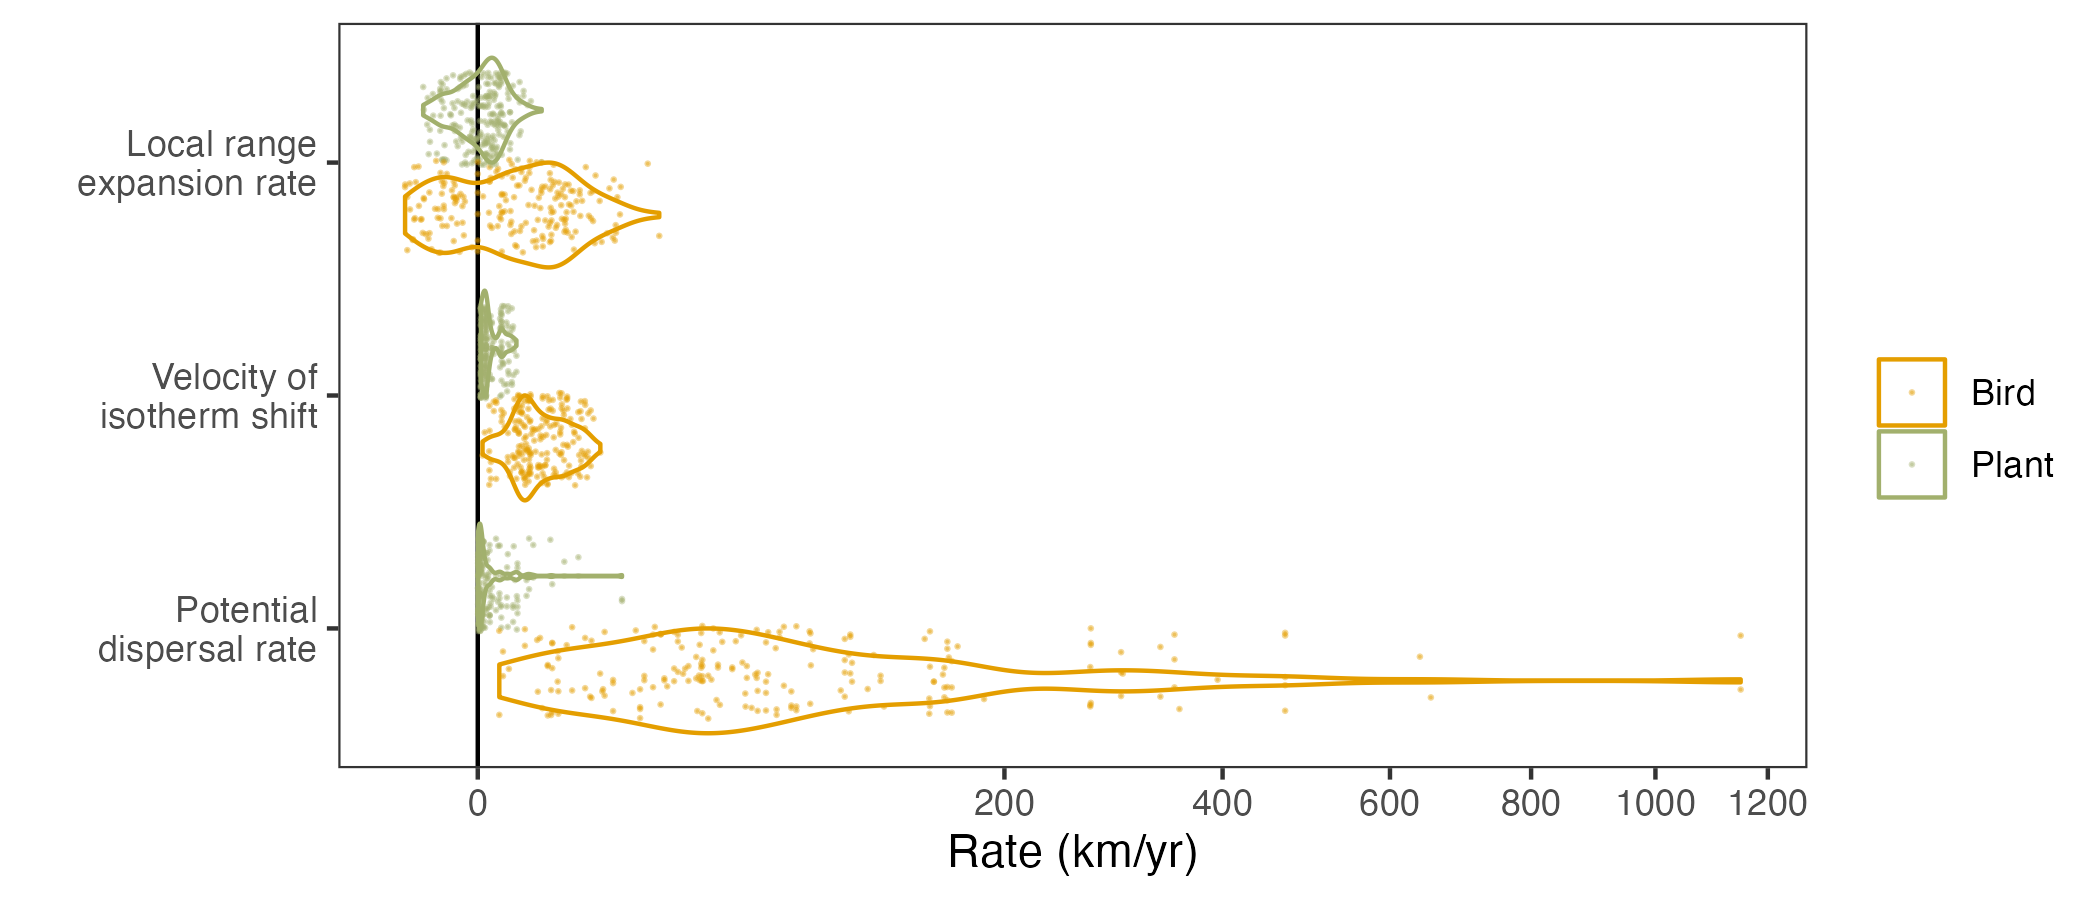 Local range
expansion rate
Velocity of
isotherm shift
Potential
dispersal rate
0 200 400 600 800 1000 1200
Rate (km/yr)
Bird
Plant